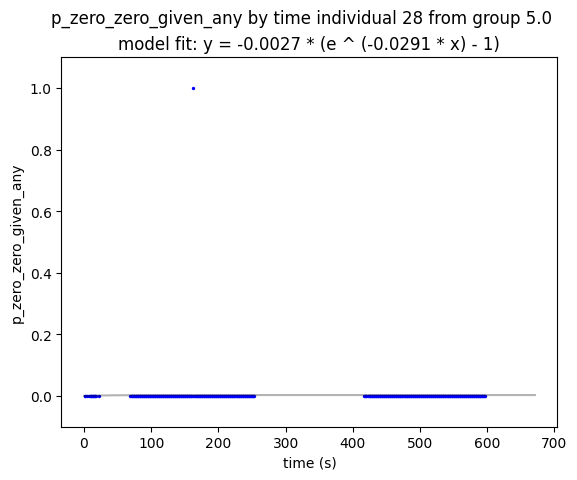 p_zero_zero_given_any by time individual 28 from group 5.0
model fit: y = -0.0027 * (e ^ (-0.0291 * x) - 1)
1.0
0.8
0.6
0.4
0.2
0.0
p_zero_zero_given_any
0 100 200 300 400 500 600 700
time (s)